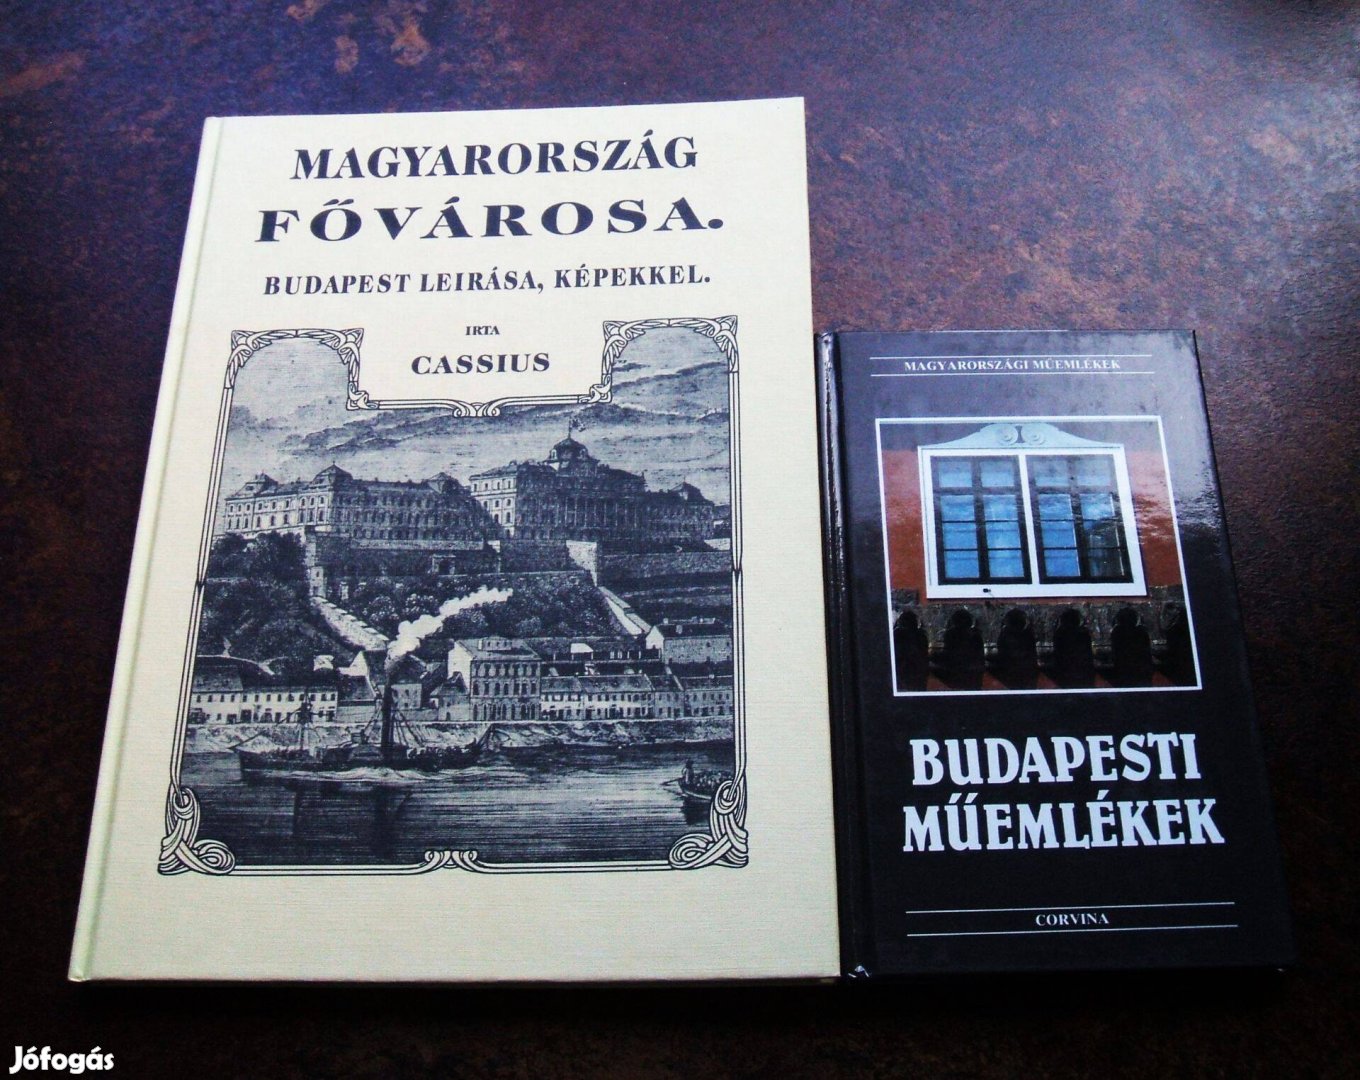 MAGYARORSZÁG
FŐVÁROSA.
BUDAPEST LEIRÁSA, KÉPEKKEL.
IRTA
CASSIUS
MAGYARORSZÁGI MŰEMLÉKEK
BUDAPESTI
MŰEMLÉKEK
CORVINA
Jófogás